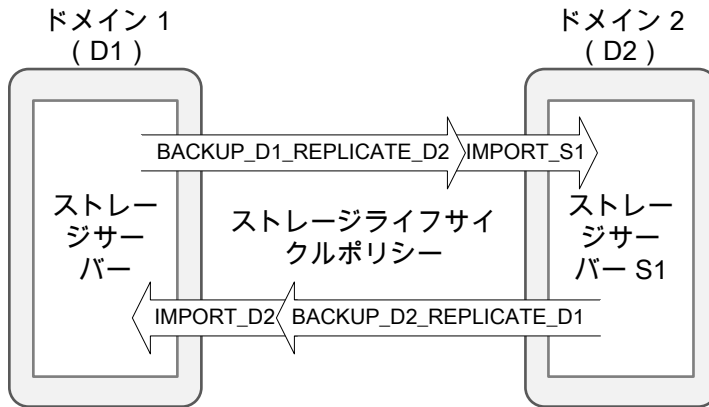 ドメイン 1
( D1 )
ドメイン 2
( D2 )
BACKUP_D1_REPLICATE_D2
IMPORT_S1
ストレー
ジサー
バー
ストレージライフサイ
クルポリシー
ストレー
ジサー
バー S1
IMPORT_D2
BACKUP_D2_REPLICATE_D1